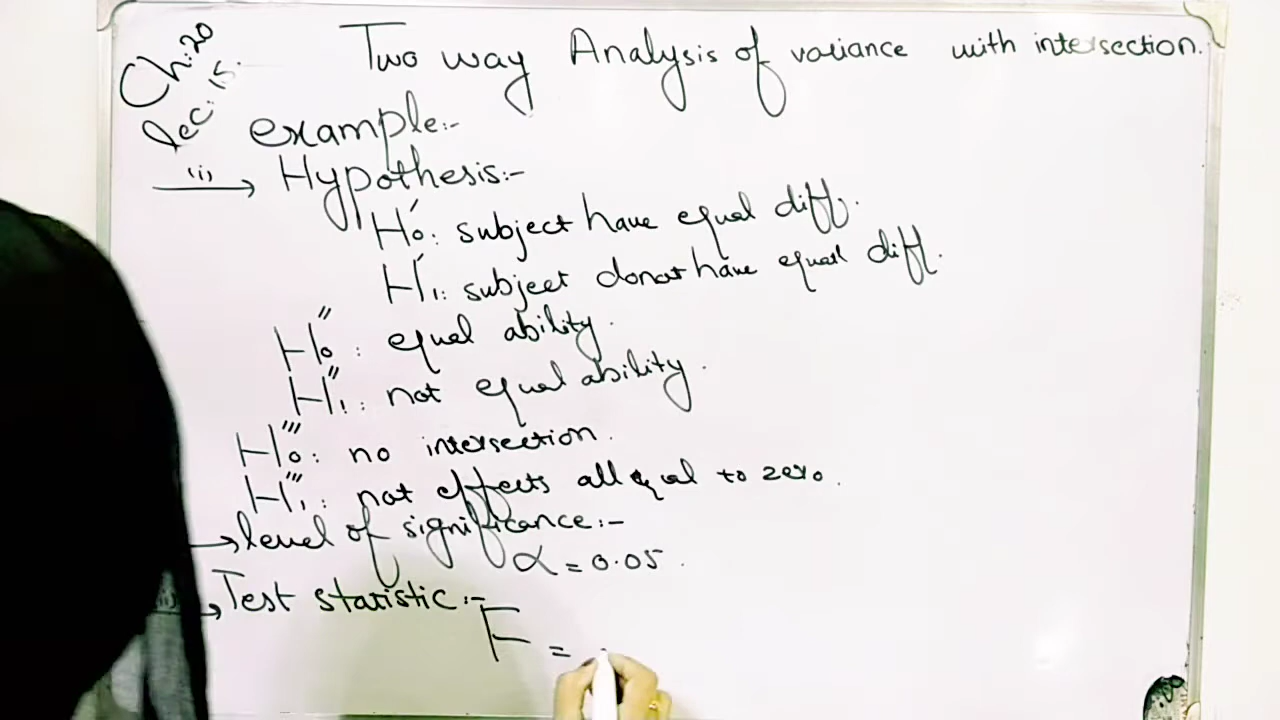 Ch:20
Lec: 15.
Two way Analysis of variance with intersection.
example:-
(i) → Hypothesis:-
H₀′: subject have equal diff.
H₁′: subject donot have equal diff.
H₀″: equal ability.
H₁″: not equal ability.
H₀‴: no intersection.
H₁‴: not effects all equal to zero.
→ level of significance:-
α = 0.05.
→ Test statistic:-
F =